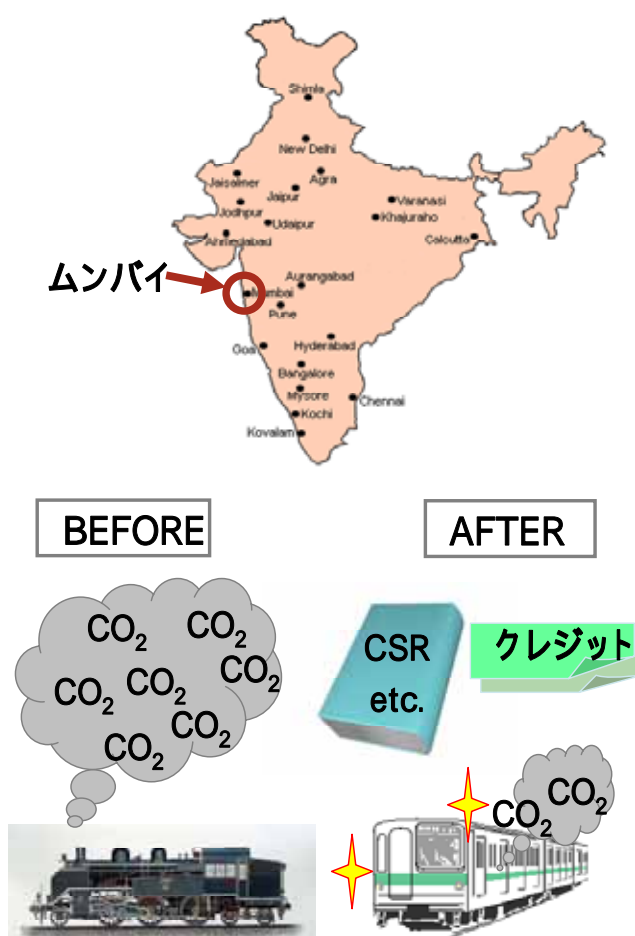 Shimla
New Delhi
Agra
Jaisalmer
Jaipur
Varanasi
Jodhpur
Khajuraho
Udaipur
Ahmedabad
Calcutta
ムンバイ
Aurangabad
Mumbai
Pune
Goa
Hyderabad
Bangalore
Mysore
Chennai
Kochi
Kovalam
BEFORE
AFTER
CO₂
CO₂
CO₂
CO₂
CO₂
CO₂
CO₂
CSR
etc.
クレジット
CO₂
CO₂